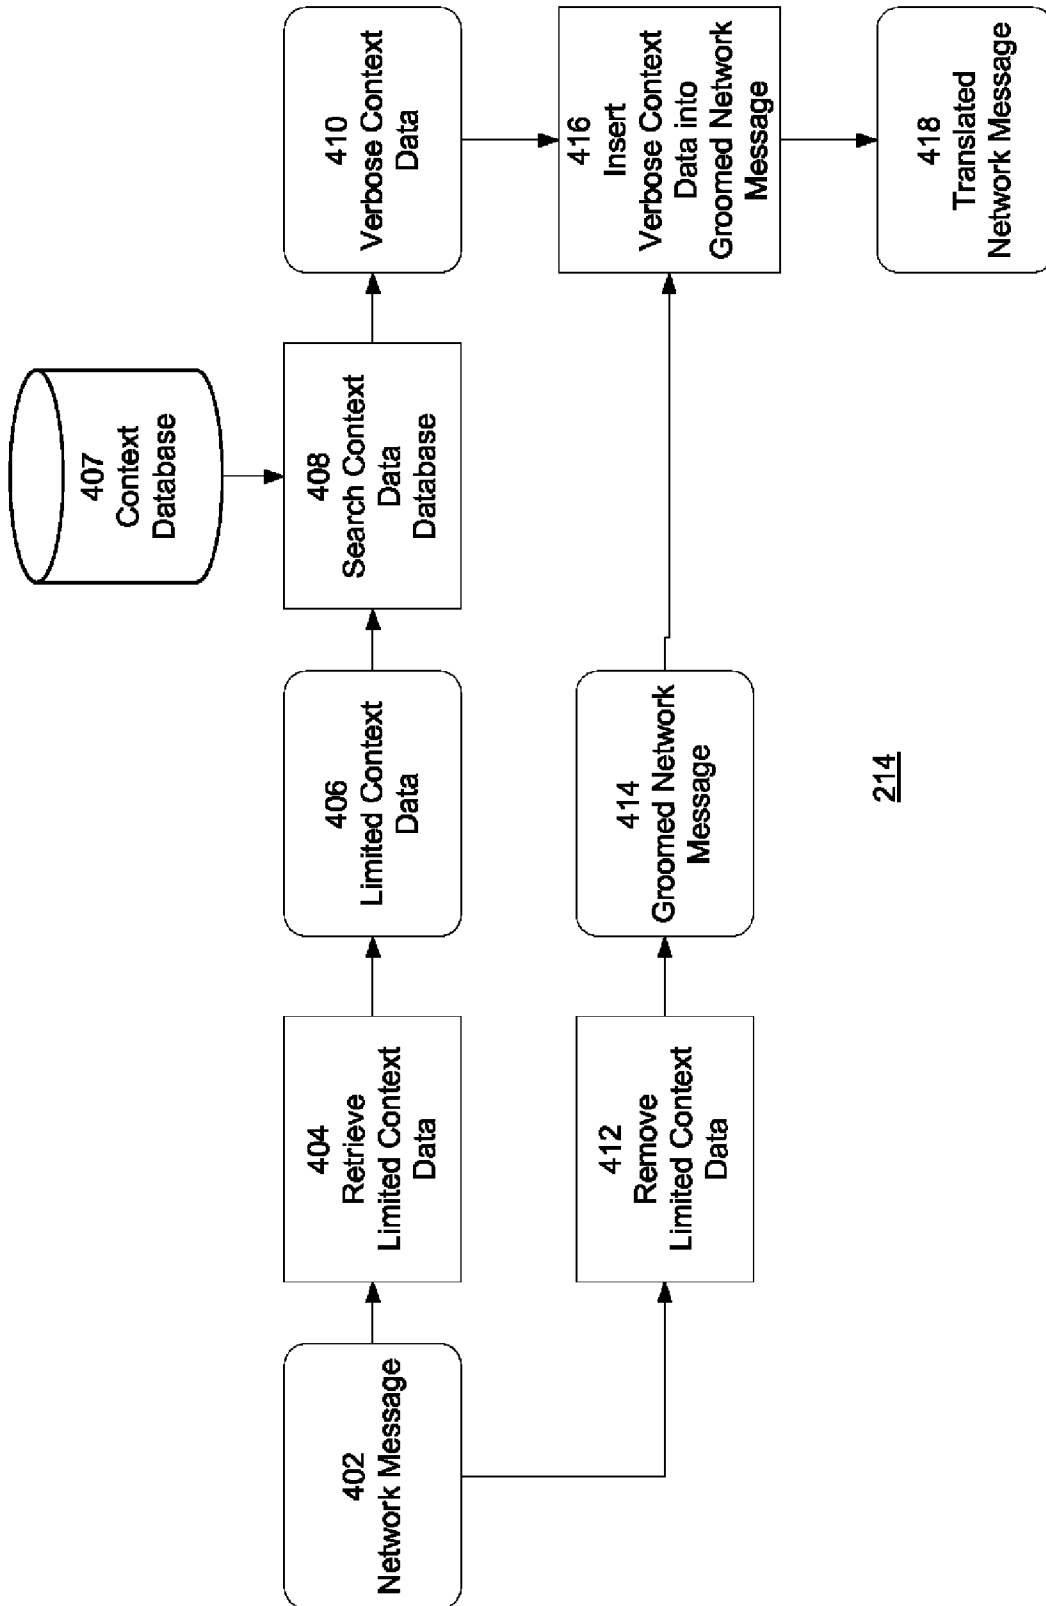 407
Context
Database
402
Network Message
404
Retrieve
Limited Context
Data
406
Limited Context
Data
408
Search Context
Data
Database
410
Verbose Context
Data
412
Remove
Limited Context
Data
414
Groomed Network
Message
416
Insert
Verbose Context
Data into
Groomed Network
Message
418
Translated
Network Message
214